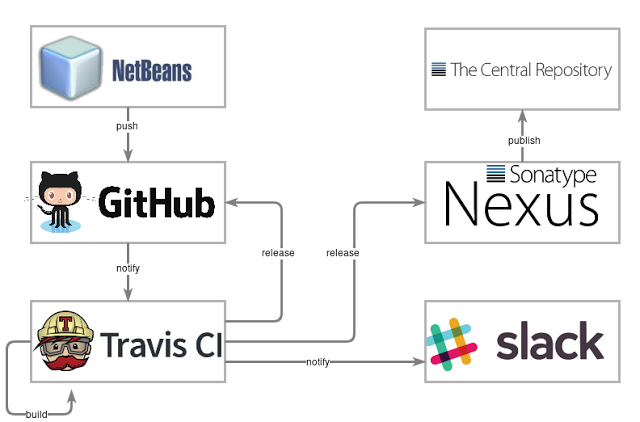 NetBeans
The Central Repository
push
publish
GitHub
Sonatype
Nexus
notify
release
release
T
Travis CI
slack
notify
build